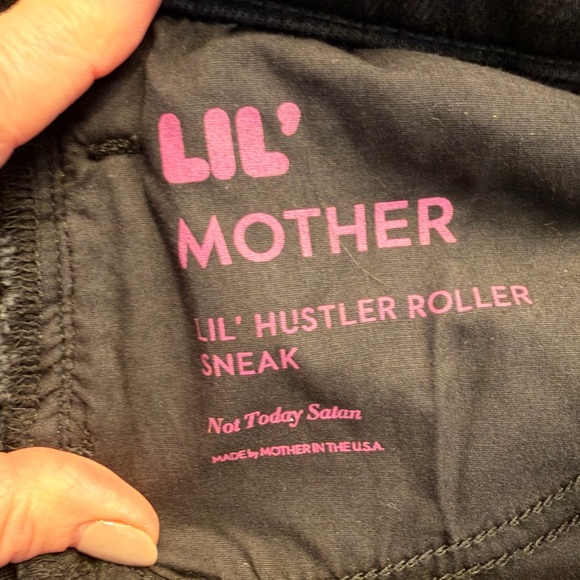 LIL'
MOTHER
LIL' HUSTLER ROLLER
SNEAK
Not Today Satan
MADE by MOTHER IN THE U.S.A.